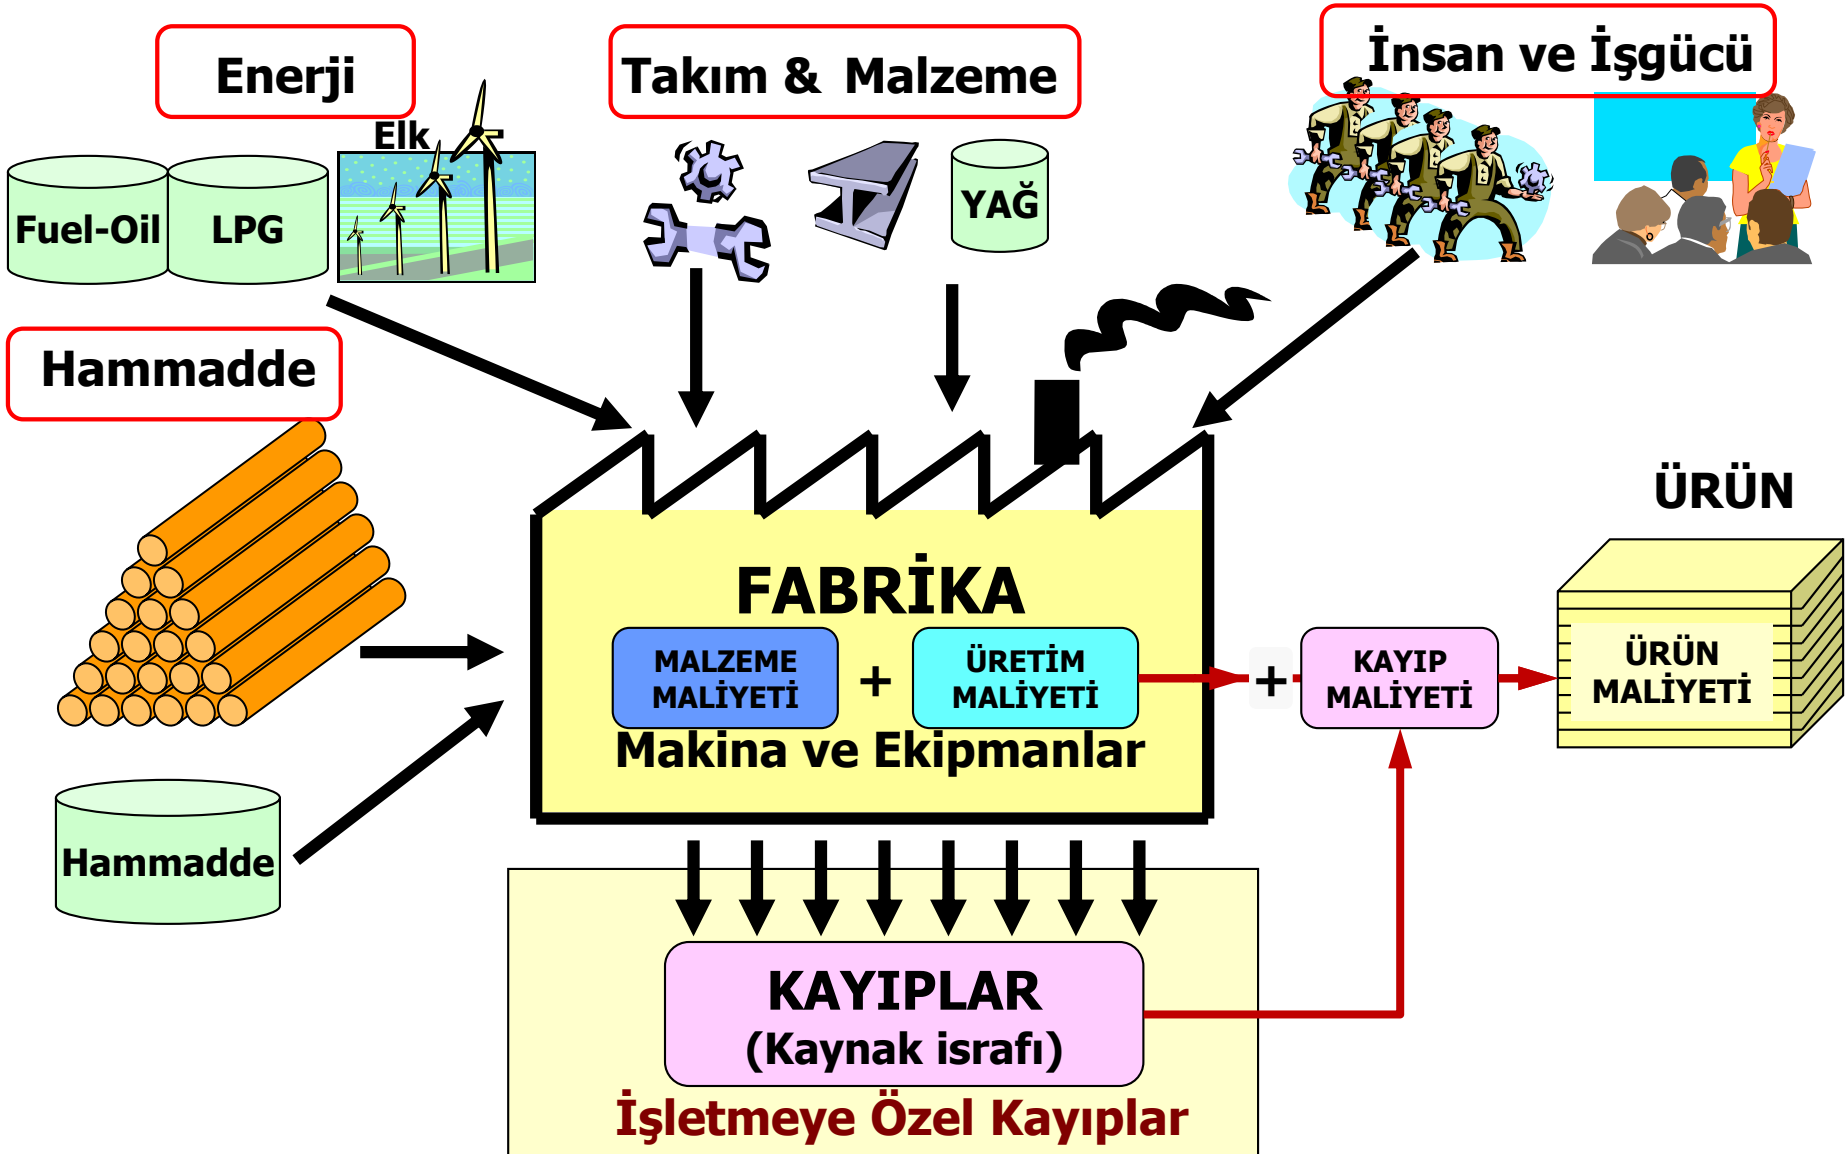 Enerji
Takım & Malzeme
İnsan ve İşgücü
Elk
Fuel-Oil
LPG
YAĞ
Hammadde
ÜRÜN
FABRİKA
MALZEME
MALİYETİ
+
ÜRETİM
MALİYETİ
+
KAYIP
MALİYETİ
ÜRÜN
MALİYETİ
Makina ve Ekipmanlar
Hammadde
KAYIPLAR
(Kaynak israfı)
İşletmeye Özel Kayıplar